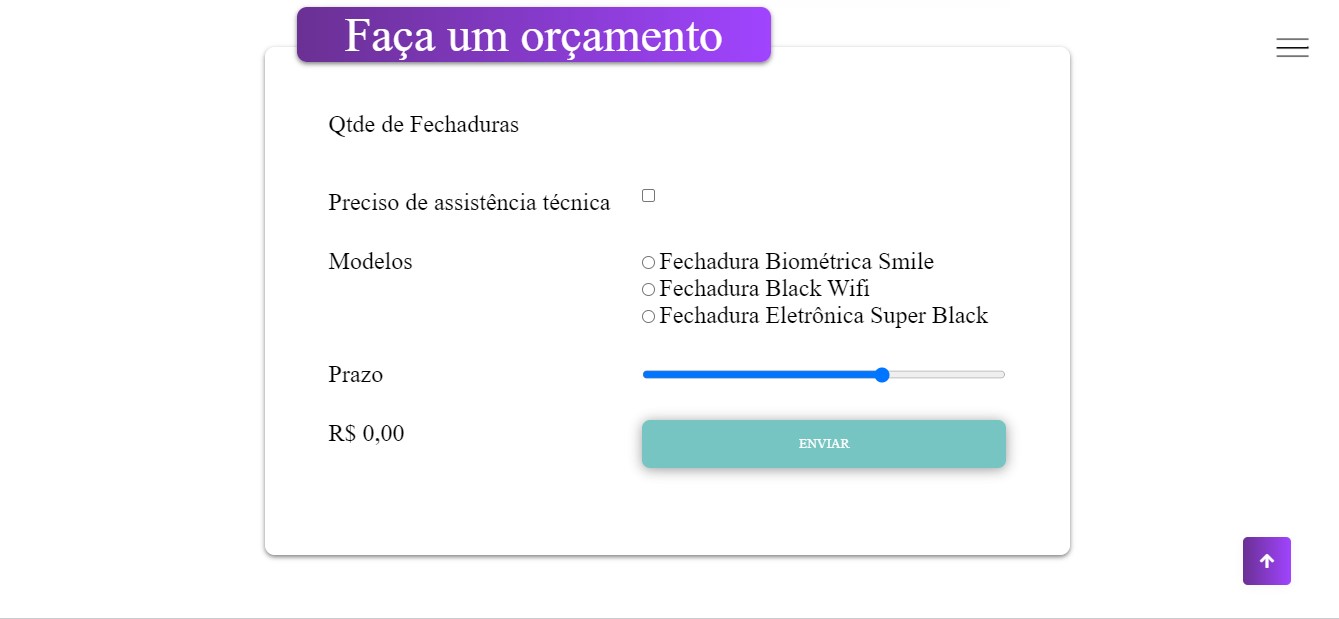 Faça um orçamento
Qtde de Fechaduras
Preciso de assistência técnica
Modelos
Fechadura Biométrica Smile
Fechadura Black Wifi
Fechadura Eletrônica Super Black
Prazo
R$ 0,00
ENVIAR